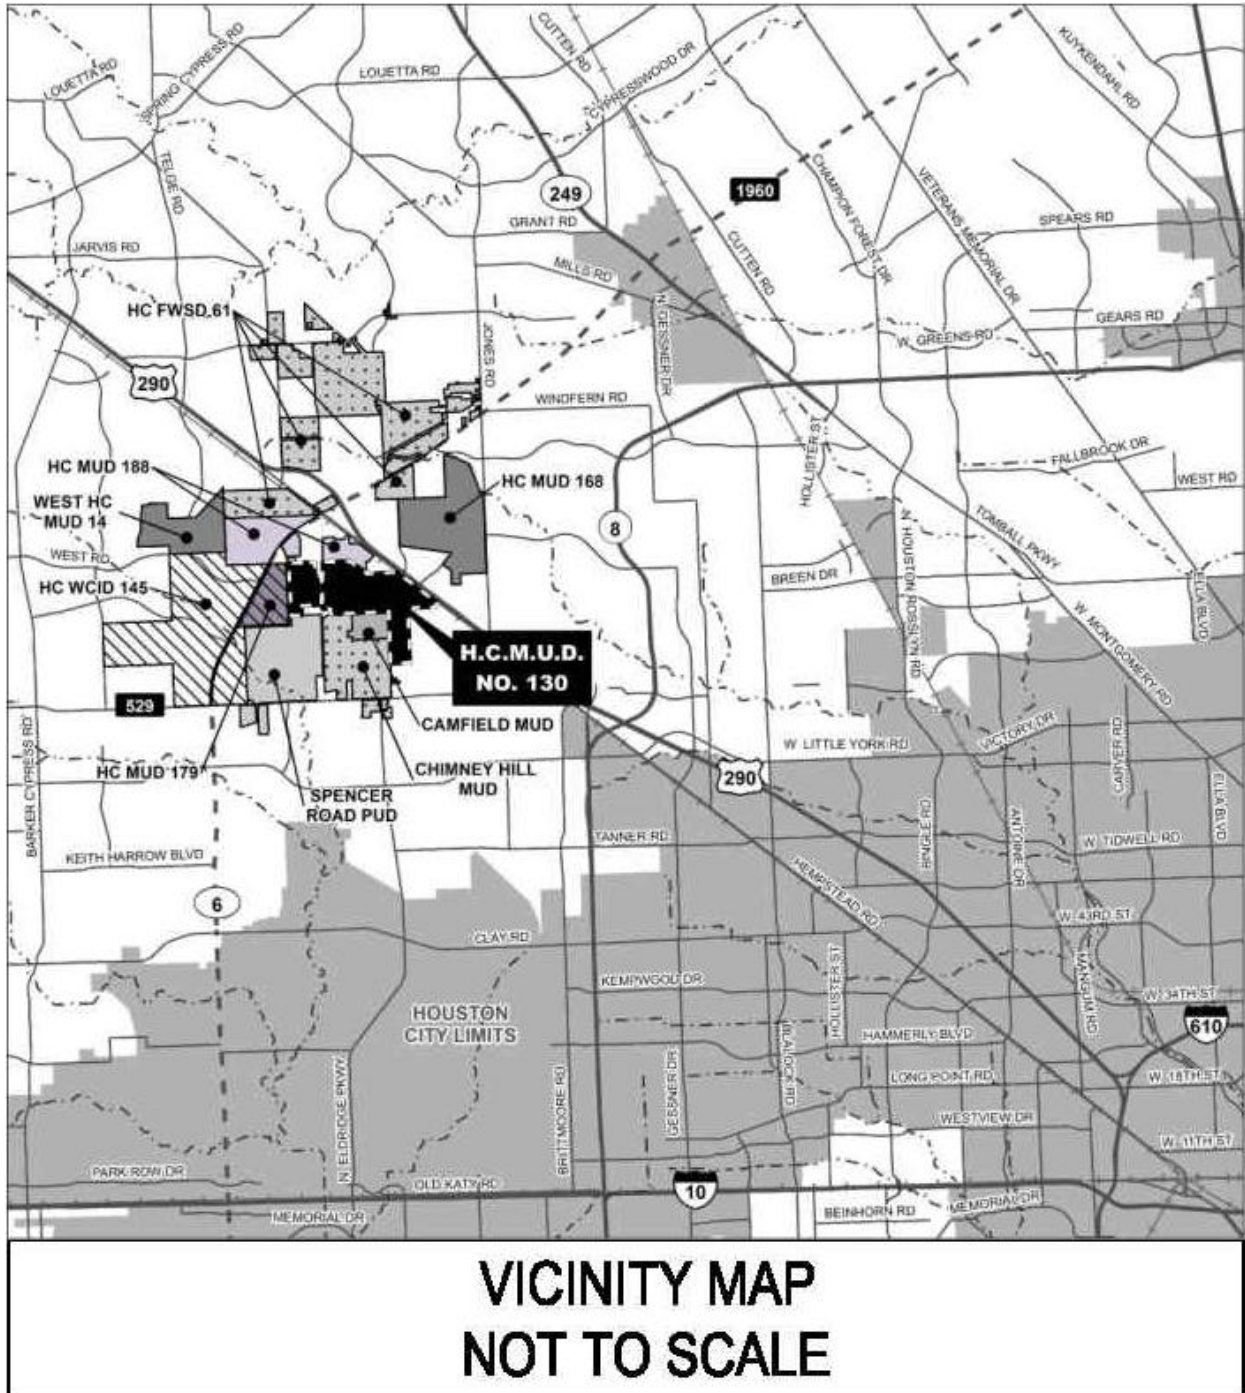 CUTTEN RD
KUYKENDAHL RD
SPRING CYPRESS RD
LOUETTA RD
LOUETTA RD
CYPRESSWOOD DR
TELGE RD
CHAMPION FOREST DR
VETERANS MEMORIAL DR
249
1960
GRANT RD
SPEARS RD
JARVIS RD
CUTTEN RD
MILLS RD
HC FWSD 61
N. GESSNER DR
GEARS RD
JONES RD
W. GREENS RD
290
WINDFERN RD
HOLLISTER ST
FALLBROOK DR
HC MUD 188
HC MUD 168
WEST RD
WEST HC
MUD 14
N. HOUSTON ROSSLYN RD
TOMBALL PKWY
8
WEST RD
BREEN DR
HC WCID 145
ELLA BLVD
W MONTGOMERY RD
H.C.M.U.D.
NO. 130
529
CAMFIELD MUD
BARKER CYPRESS RD
W. LITTLE YORK RD
VICTORY DR
CARVER RD
HC MUD 179
CHIMNEY HILL
MUD
290
SPENCER
ROAD PUD
ELLA BLVD
BINGLE RD
ANTOINE DR
TANNER RD
W TIDWELL RD
KEITH HARROW BLVD
HEMPSTEAD RD
6
W. 43RD ST
CLAY RD
HOLLISTER ST
MANGUM RD
KEMPWOOD DR
W 34TH ST
HOUSTON
CITY LIMITS
610
HAMMERLY BLVD
BLALOCK RD
N. ELDRIDGE PKWY
BRITTMOORE RD
GESSNER DR
LONG POINT RD
W. 18TH ST
WESTVIEW DR
W. 11TH ST
PARK ROW DR
OLD KATY RD
10
MEMORIAL DR
BEINHORN RD
MEMORIAL DR
VICINITY MAP
NOT TO SCALE